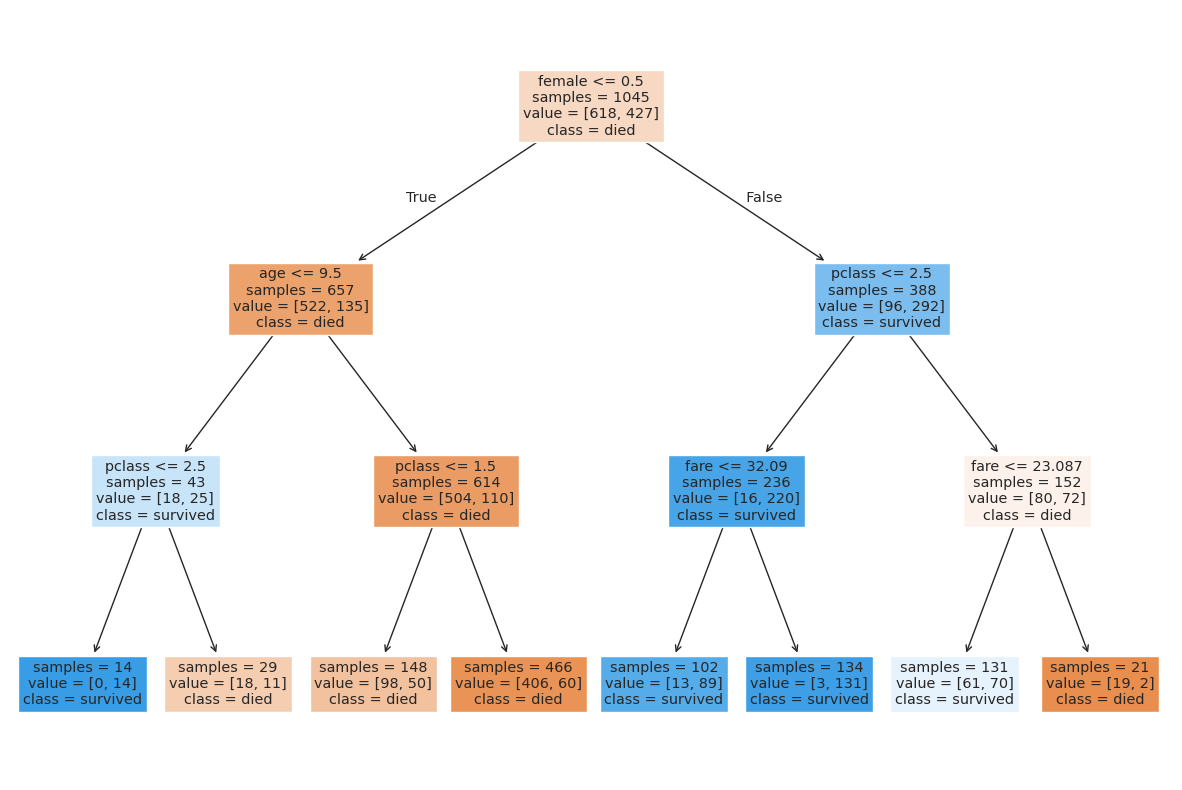 female <= 0.5
samples = 1045
value = [618, 427]
class = died
True
False
age <= 9.5
samples = 657
value = [522, 135]
class = died
pclass <= 2.5
samples = 388
value = [96, 292]
class = survived
pclass <= 2.5
samples = 43
value = [18, 25]
class = survived
pclass <= 1.5
samples = 614
value = [504, 110]
class = died
fare <= 32.09
samples = 236
value = [16, 220]
class = survived
fare <= 23.087
samples = 152
value = [80, 72]
class = died
samples = 14
value = [0, 14]
class = survived
samples = 29
value = [18, 11]
class = died
samples = 148
value = [98, 50]
class = died
samples = 466
value = [406, 60]
class = died
samples = 102
value = [13, 89]
class = survived
samples = 134
value = [3, 131]
class = survived
samples = 131
value = [61, 70]
class = survived
samples = 21
value = [19, 2]
class = died